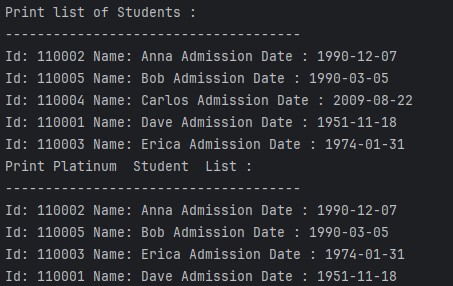 Print list of Students :
-------------------------------------
Id: 110002 Name: Anna Admission Date : 1990-12-07
Id: 110005 Name: Bob Admission Date : 1990-03-05
Id: 110004 Name: Carlos Admission Date : 2009-08-22
Id: 110001 Name: Dave Admission Date : 1951-11-18
Id: 110003 Name: Erica Admission Date : 1974-01-31
Print Platinum  Student  List :
-------------------------------------
Id: 110002 Name: Anna Admission Date : 1990-12-07
Id: 110005 Name: Bob Admission Date : 1990-03-05
Id: 110003 Name: Erica Admission Date : 1974-01-31
Id: 110001 Name: Dave Admission Date : 1951-11-18